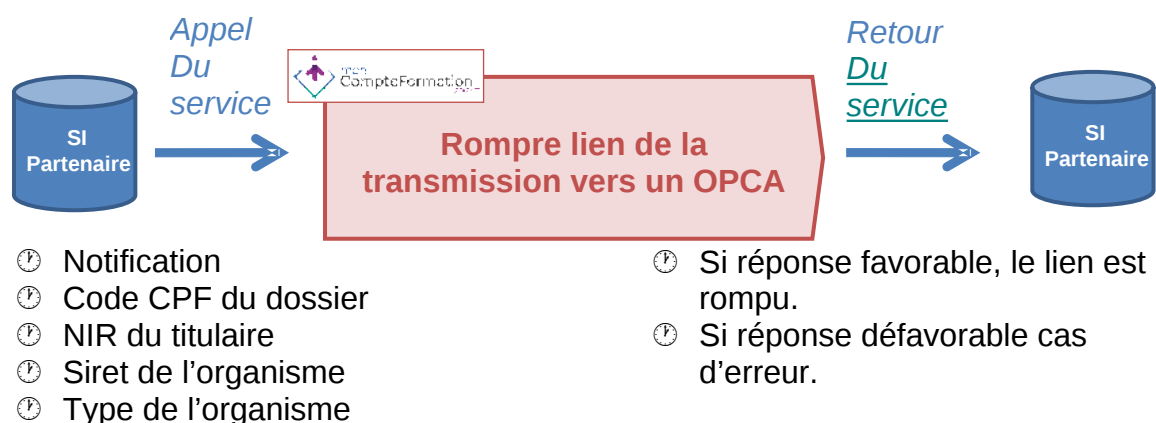 Appel
Du
service
CompteFormation
SI
Partenaire
Rompre lien de la
transmission vers un OPCA
Retour
Du
service
SI
Partenaire
Notification
Code CPF du dossier
NIR du titulaire
Siret de l’organisme
Type de l’organisme
Si réponse favorable, le lien est
rompu.
Si réponse défavorable cas
d’erreur.